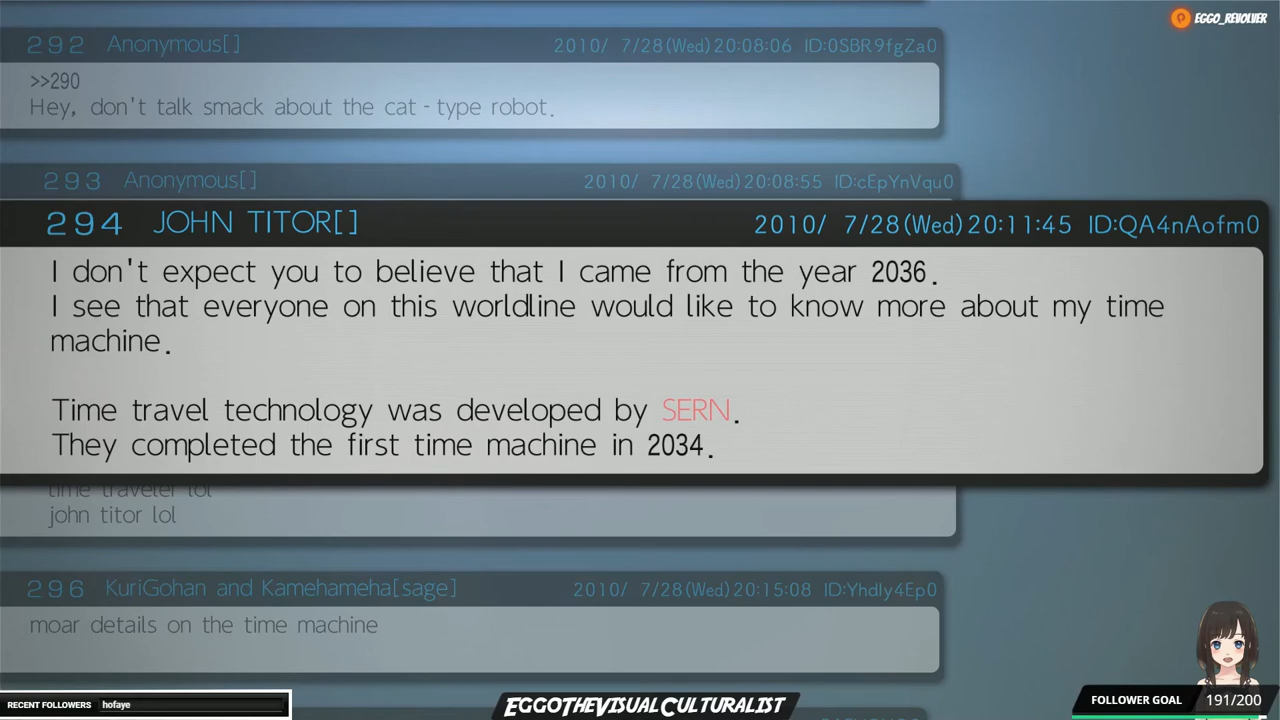 EGGO_REVOLVER
292 Anonymous[] 2010/ 7/28(Wed)20:08:06 ID:0SBR9fgZa0
>>290
Hey, don't talk smack about the cat-type robot.
293 Anonymous[] 2010/ 7/28(Wed)20:08:55 ID:cEpYnVqu0
294 JOHN TITOR[] 2010/ 7/28(Wed)20:11:45 ID:QA4nAofm0
I don't expect you to believe that I came from the year 2036.
I see that everyone on this worldline would like to know more about my time
machine.
Time travel technology was developed by SERN.
They completed the first time machine in 2034.
time traveler lol
john titor lol
296 KuriGohan and Kamehameha[sage] 2010/ 7/28(Wed)20:15:08 ID:Yhdly4Ep0
moar details on the time machine
RECENT FOLLOWERS hofaye
EGGOTHEVISUALCULTURALIST
FOLLOWER GOAL 191/200